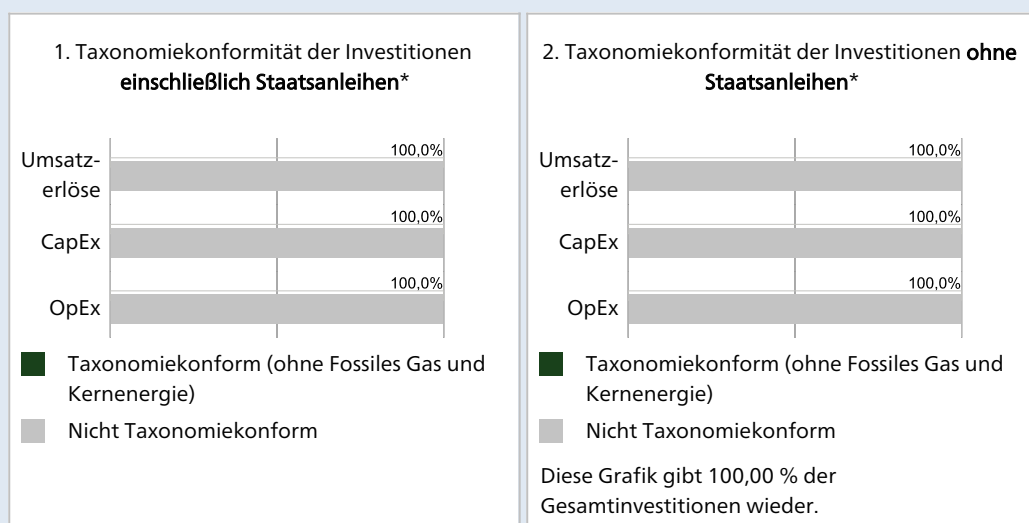 1. Taxonomiekonformität der Investitionen
einschließlich Staatsanleihen*
Umsatz-
erlöse
100,0%
CapEx
100,0%
OpEx
100,0%
Taxonomiekonform (ohne Fossiles Gas und
Kernenergie)
Nicht Taxonomiekonform
2. Taxonomiekonformität der Investitionen ohne
Staatsanleihen*
Umsatz-
erlöse
100,0%
CapEx
100,0%
OpEx
100,0%
Taxonomiekonform (ohne Fossiles Gas und
Kernenergie)
Nicht Taxonomiekonform
Diese Grafik gibt 100,00 % der
Gesamtinvestitionen wieder.